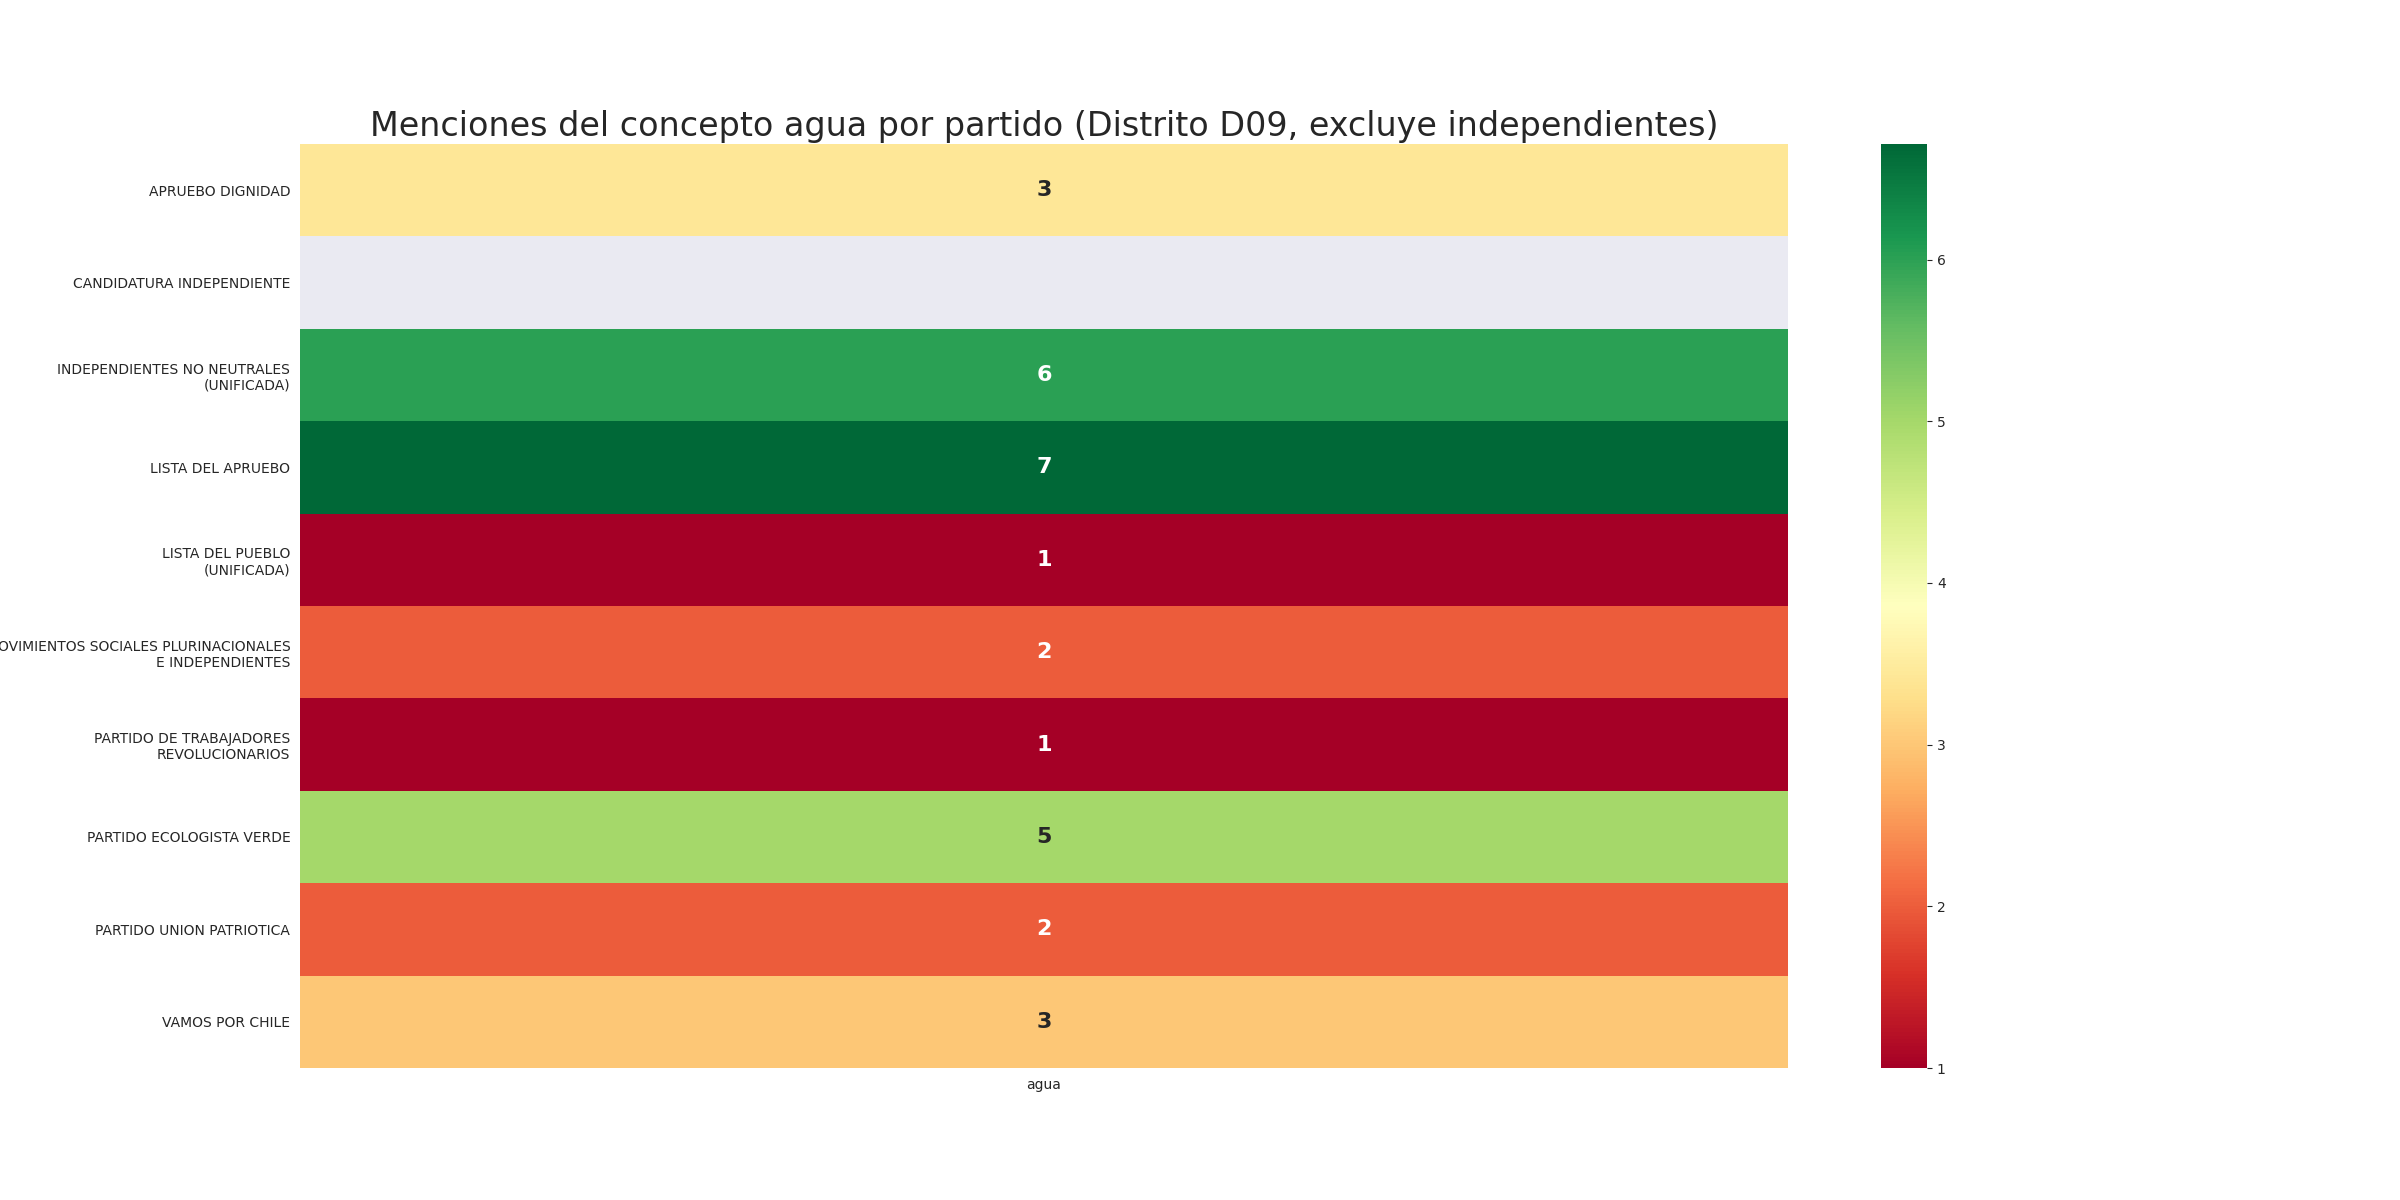 Menciones del concepto agua por partido (Distrito D09, excluye independientes)
APRUEBO DIGNIDAD
3
CANDIDATURA INDEPENDIENTE
INDEPENDIENTES NO NEUTRALES
(UNIFICADA)
6
LISTA DEL APRUEBO
7
LISTA DEL PUEBLO
(UNIFICADA)
1
OVIMIENTOS SOCIALES PLURINACIONALES
E INDEPENDIENTES
2
PARTIDO DE TRABAJADORES
REVOLUCIONARIOS
1
PARTIDO ECOLOGISTA VERDE
5
PARTIDO UNION PATRIOTICA
2
VAMOS POR CHILE
3
agua
6
5
4
3
2
1